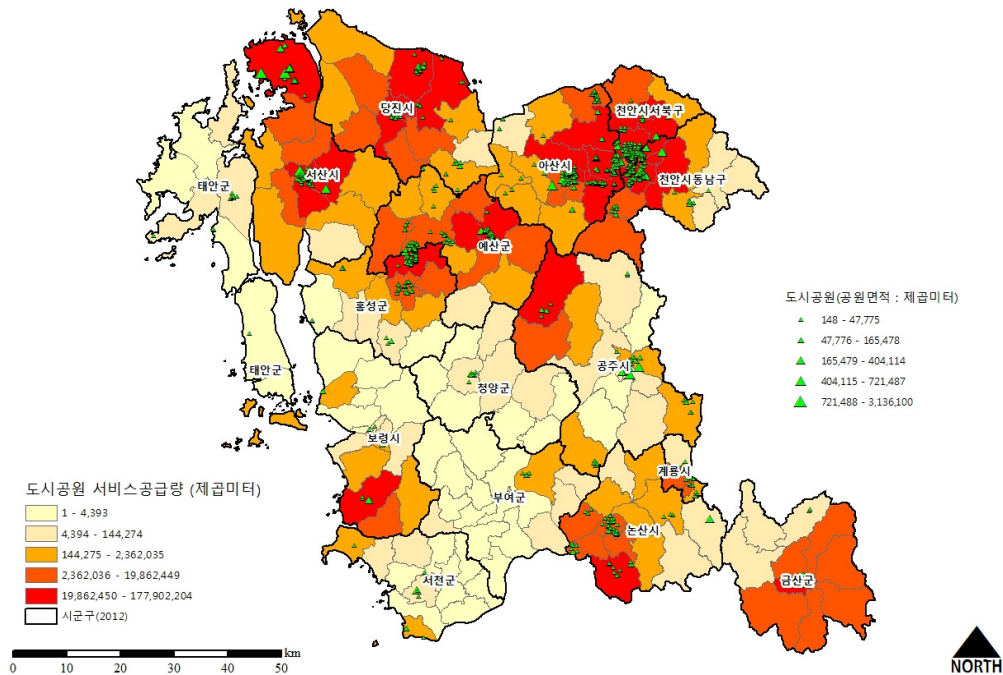 천안시서북구
당진시
아산시
서산시
천안시동남구
태안군
예산군
홍성군
공주시
태안군
청양군
보령시
계룡시
부여군
논산시
서천군
금산군
도시공원(공원면적 : 제곱미터)
148 - 47,775
47,776 - 165,478
165,479 - 404,114
404,115 - 721,487
721,488 - 3,136,100
도시공원 서비스공급량 (제곱미터)
1 - 4,393
4,394 - 144,274
144,275 - 2,362,035
2,362,036 - 19,862,449
19,862,450 - 177,902,204
시군구(2012)
km
0 10 20 30 40 50
NORTH